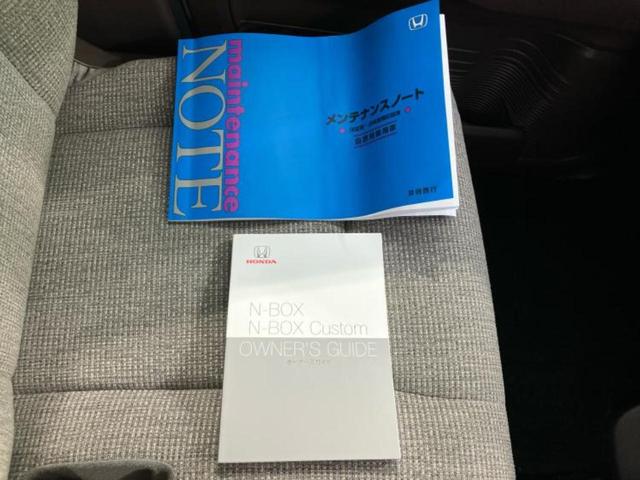 maintenance
NOTE
メンテナンスノート
HONDA
N-BOX
N-BOX Custom
OWNER'S GUIDE
オーナーズガイド